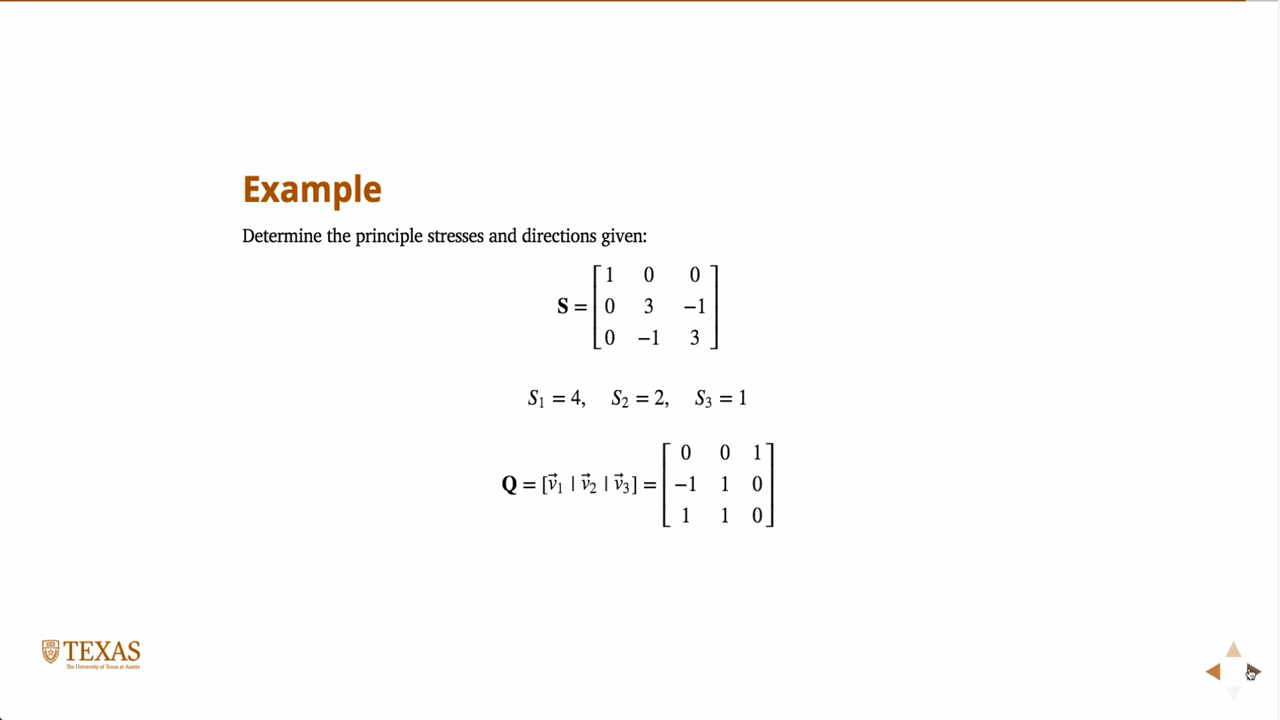 Example
Determine the principle stresses and directions given:
S = [1 0 0
0 3 −1
0 −1 3]
S₁ = 4, S₂ = 2, S₃ = 1
Q = [v⃗₁ | v⃗₂ | v⃗₃] = [0 0 1
−1 1 0
1 1 0]
TEXAS
The University of Texas at Austin